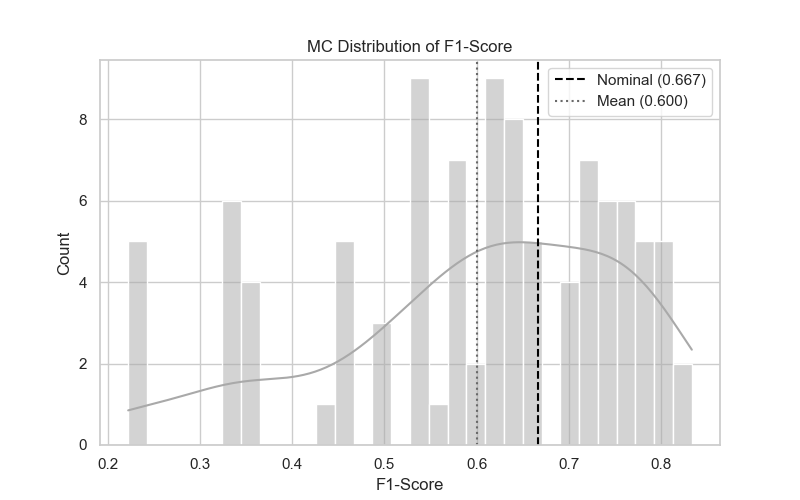 MC Distribution of F1-Score
Nominal (0.667)
Mean (0.600)
Count
8
6
4
2
0
0.2 0.3 0.4 0.5 0.6 0.7 0.8
F1-Score